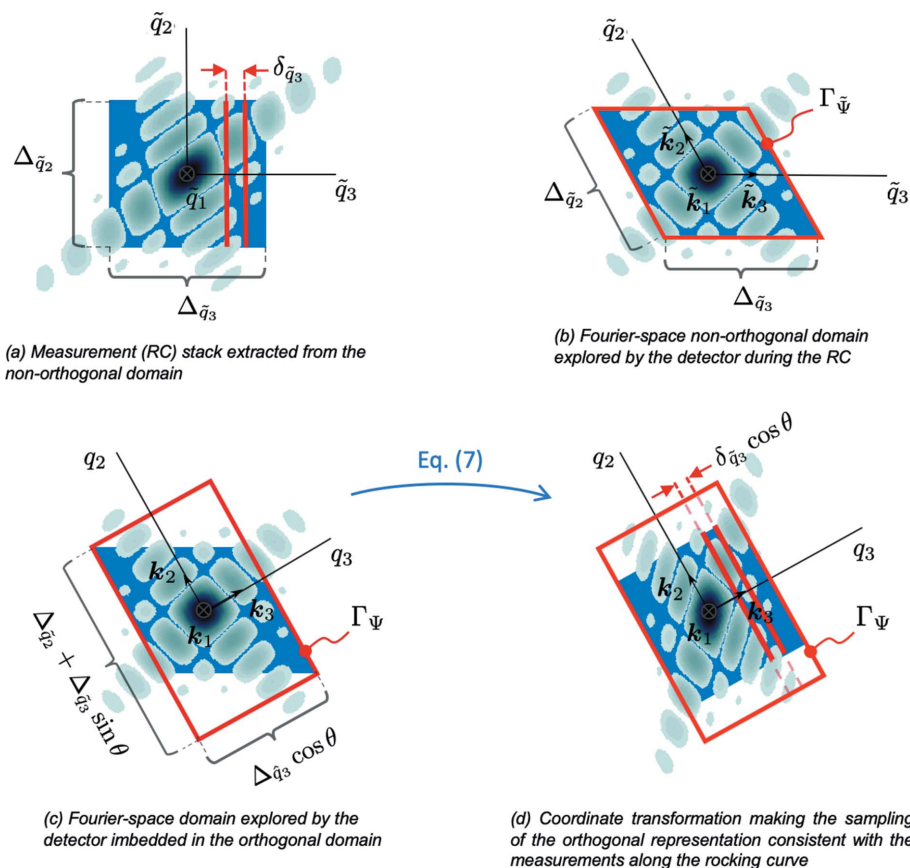 q̃₂
δq̃₃
Δq̃₂
q̃₁
q̃₃
Δq̃₃
(a) Measurement (RC) stack extracted from the
non-orthogonal domain
q̃₂
ΓΨ̃
Δq̃₂
k̃₂
k̃₁
k̃₃
q̃₃
Δq̃₃
(b) Fourier-space non-orthogonal domain
explored by the detector during the RC
q₂
q₃
k₂
k₁
k₃
ΓΨ
Δq̃₂ + Δq̃₃ sin θ
Δq̃₃ cos θ
(c) Fourier-space domain explored by the
detector imbedded in the orthogonal domain
Eq. (7)
q₂
δq̃₃ cos θ
q₃
k₂
k₁
k₃
ΓΨ
(d) Coordinate transformation making the sampling
of the orthogonal representation consistent with the
measurements along the rocking curve